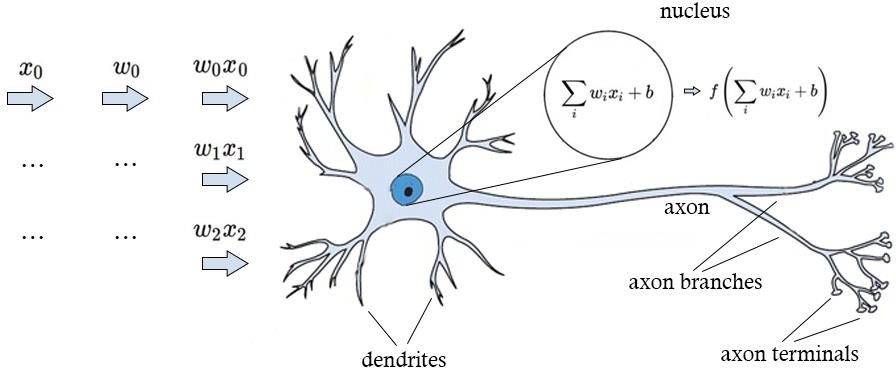 nucleus
x₀ w₀ w₀x₀
∑ᵢ wᵢxᵢ + b f(∑ᵢ wᵢxᵢ + b)
... ... w₁x₁
axon
... ... w₂x₂
axon branches
dendrites
axon terminals